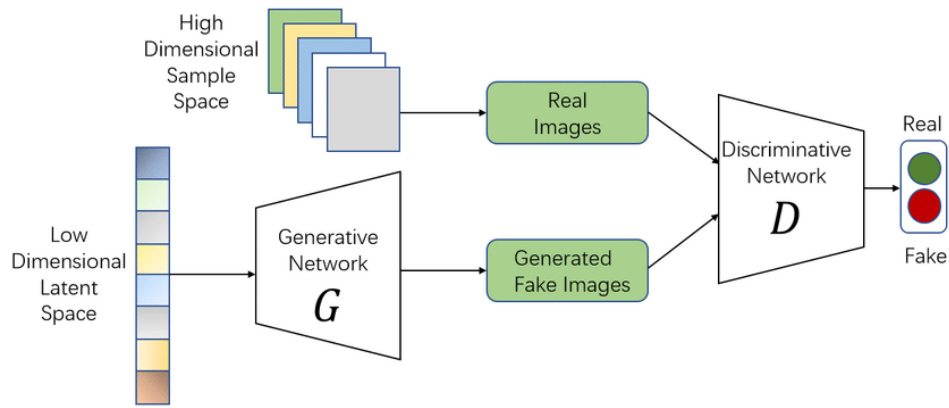 High
Dimensional
Sample
Space
Real
Images
Discriminative
Network
D
Real
Fake
Low
Dimensional
Latent
Space
Generative
Network
G
Generated
Fake Images